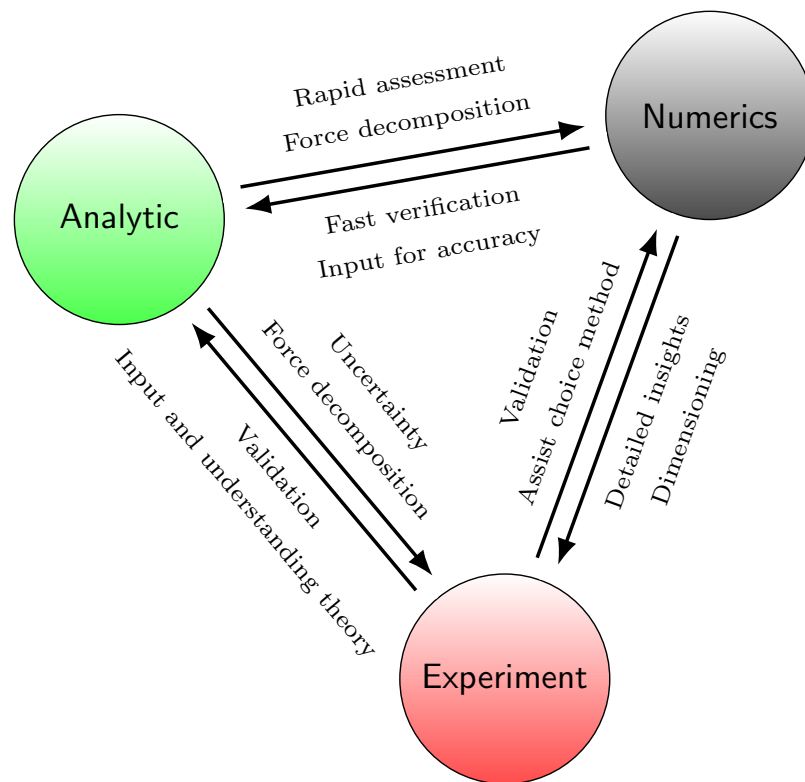 Rapid assessment
Force decomposition
Numerics
Analytic
Fast verification
Input for accuracy
Uncertainty
Force decomposition
Validation
Input and understanding theory
Validation
Assist choice method
Detailed insights
Dimensioning
Experiment